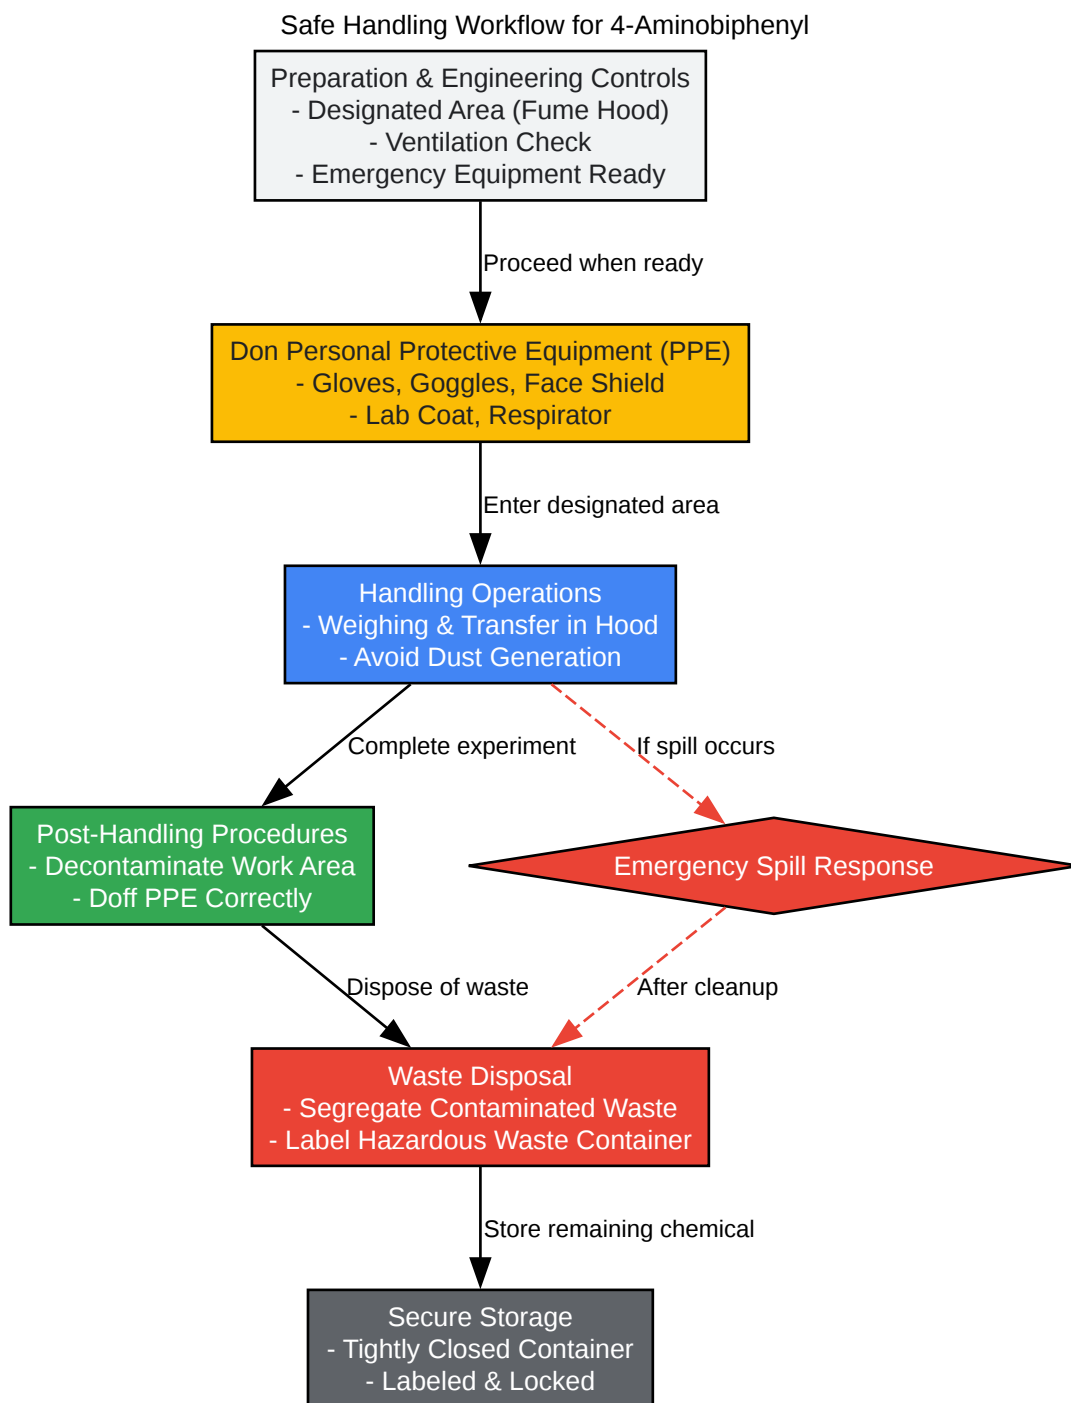 Safe Handling Workflow for 4-Aminobiphenyl
Preparation & Engineering Controls
- Designated Area (Fume Hood)
- Ventilation Check
- Emergency Equipment Ready
Proceed when ready
Don Personal Protective Equipment (PPE)
- Gloves, Goggles, Face Shield
- Lab Coat, Respirator
Enter designated area
Handling Operations
- Weighing & Transfer in Hood
- Avoid Dust Generation
Complete experiment
If spill occurs
Post-Handling Procedures
- Decontaminate Work Area
- Doff PPE Correctly
Emergency Spill Response
Dispose of waste
After cleanup
Waste Disposal
- Segregate Contaminated Waste
- Label Hazardous Waste Container
Store remaining chemical
Secure Storage
- Tightly Closed Container
- Labeled & Locked